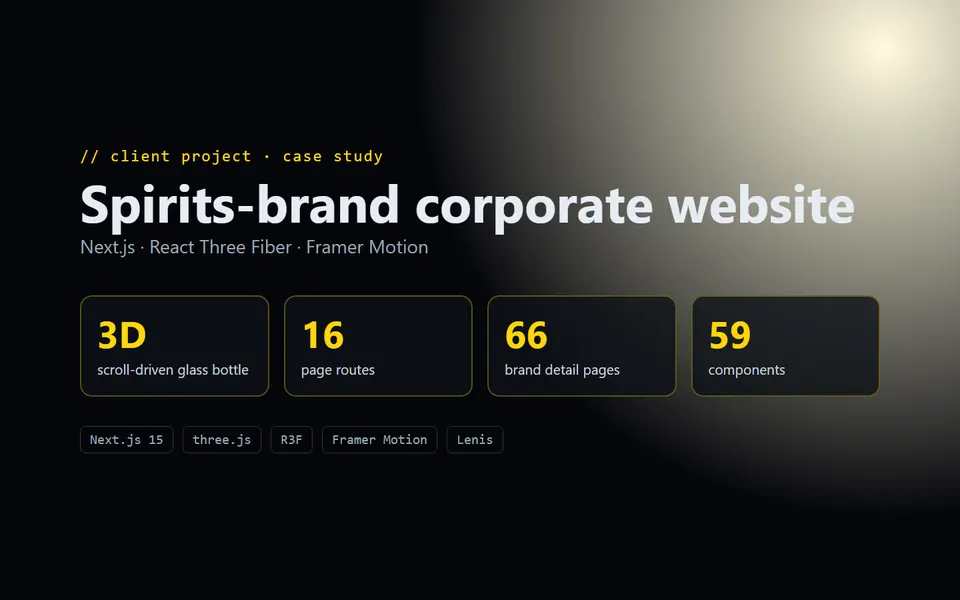 // client project · case study
Spirits-brand corporate website
Next.js · React Three Fiber · Framer Motion
3D
scroll-driven glass bottle
16
page routes
66
brand detail pages
59
components
Next.js 15
three.js
R3F
Framer Motion
Lenis